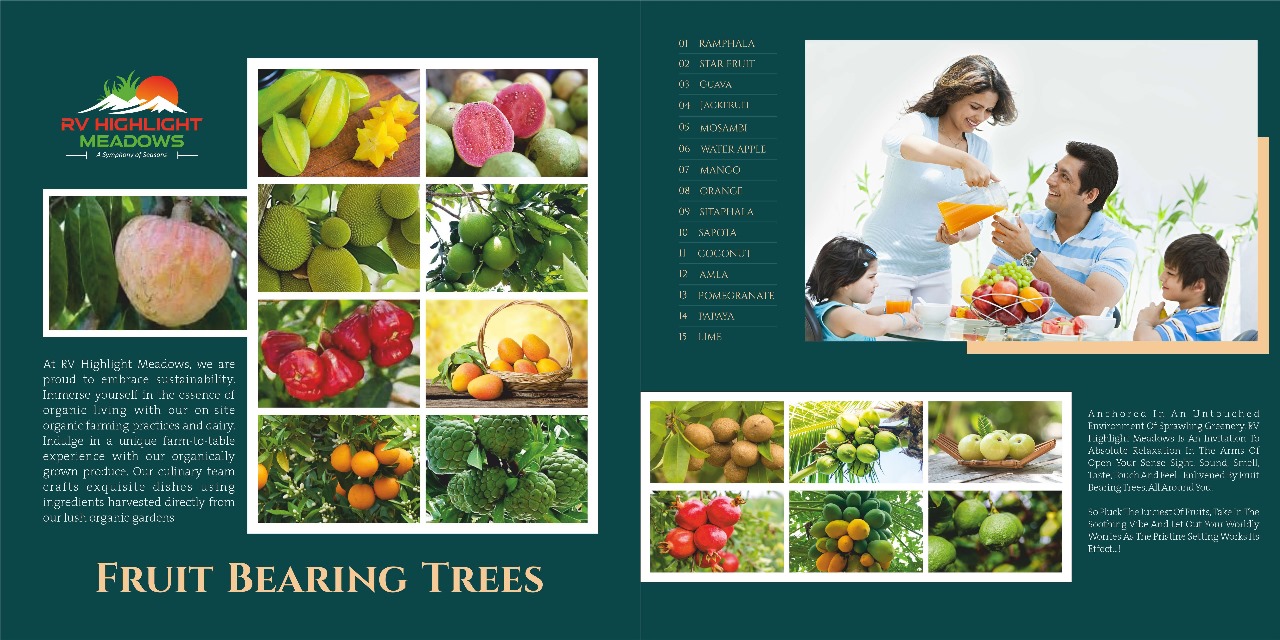 RV HIGHLIGHT
MEADOWS
A Symphony of Seasons
At RV Highlight Meadows, we are
proud to embrace sustainability.
Immerse yourself in the essence of
organic living with our on-site
organic farming practices and dairy.
Indulge in a unique farm-to-table
experience with our organically
grown produce. Our culinary team
crafts exquisite dishes using
ingredients harvested directly from
our lush organic gardens
FRUIT BEARING TREES
01 RAMPHALA
02 STAR FRUIT
03 GUAVA
04 JACKFRUIT
05 MOSAMBI
06 WATER APPLE
07 MANGO
08 ORANGE
09 SITAPHALA
10 SAPOTA
11 COCONUT
12 AMLA
13 POMEGRANATE
14 PAPAYA
15 LIME
Anchored In An Untouched
Environment Of Sprawling Greenery. RV
Highlight Meadows Is An Invitation To
Absolute Relaxation In The Arms Of
Open Your Sense Sight, Sound, Smell,
Taste, Touch And Feel. Enlivened By Fruit
Bearing Trees, All Around You.
So Pluck The Juiciest Of Fruits, Take In The
Soothing Vibe And Let Out Your Worldly
Worries As The Pristine Setting Works Its
Effect...!